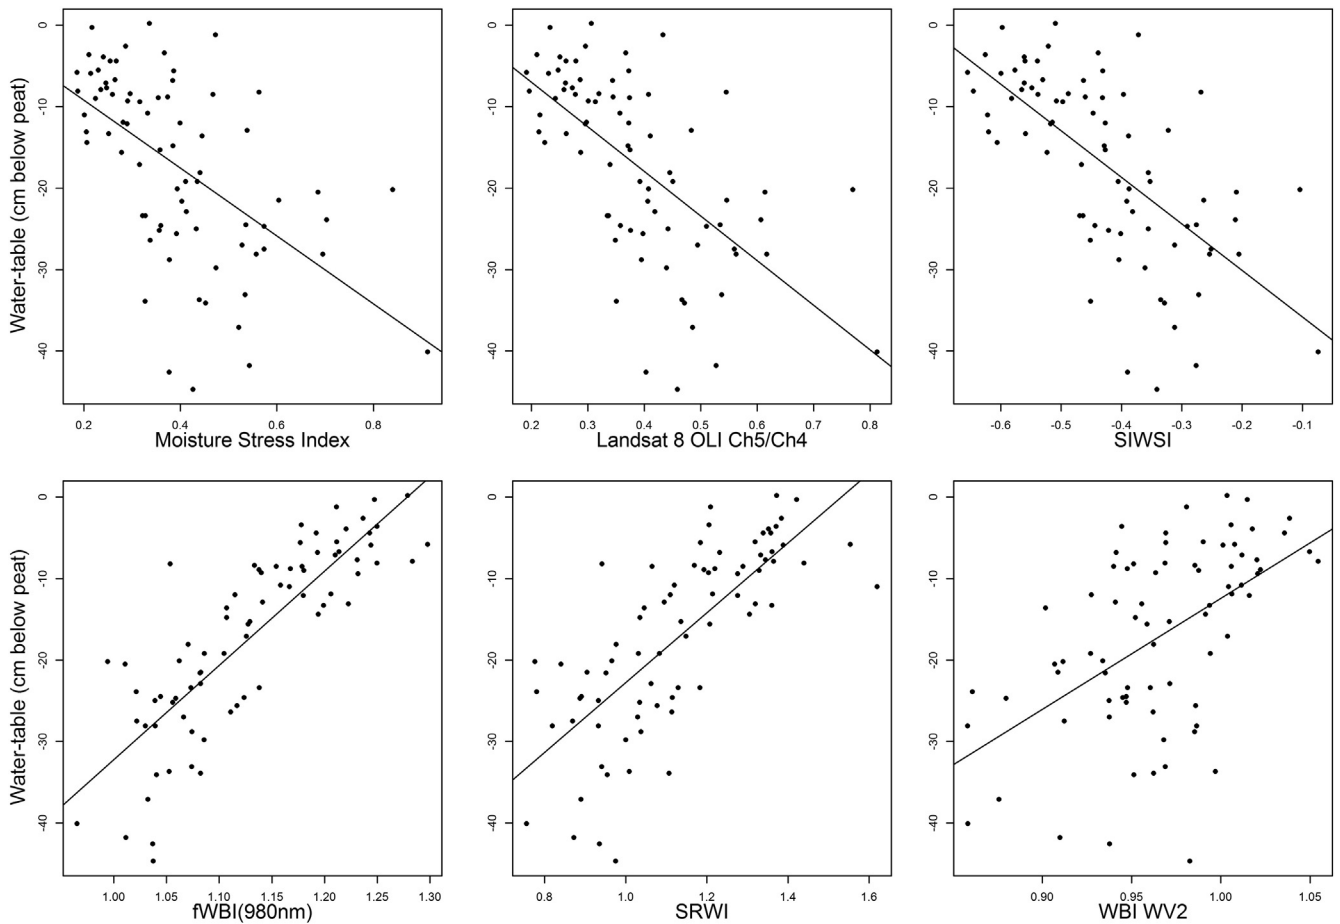 Water-table (cm below peat)
0
-10
-20
-30
-40
0.2 0.4 0.6 0.8
Moisture Stress Index
0
-10
-20
-30
-40
0.2 0.3 0.4 0.5 0.6 0.7 0.8
Landsat 8 OLI Ch5/Ch4
0
-10
-20
-30
-40
-0.6 -0.5 -0.4 -0.3 -0.2 -0.1
SIWSI
Water-table (cm below peat)
0
-10
-20
-30
-40
1.00 1.05 1.10 1.15 1.20 1.25 1.30
fWBI(980nm)
0
-10
-20
-30
-40
0.8 1.0 1.2 1.4 1.6
SRWI
0
-10
-20
-30
-40
0.90 0.95 1.00 1.05
WBI WV2